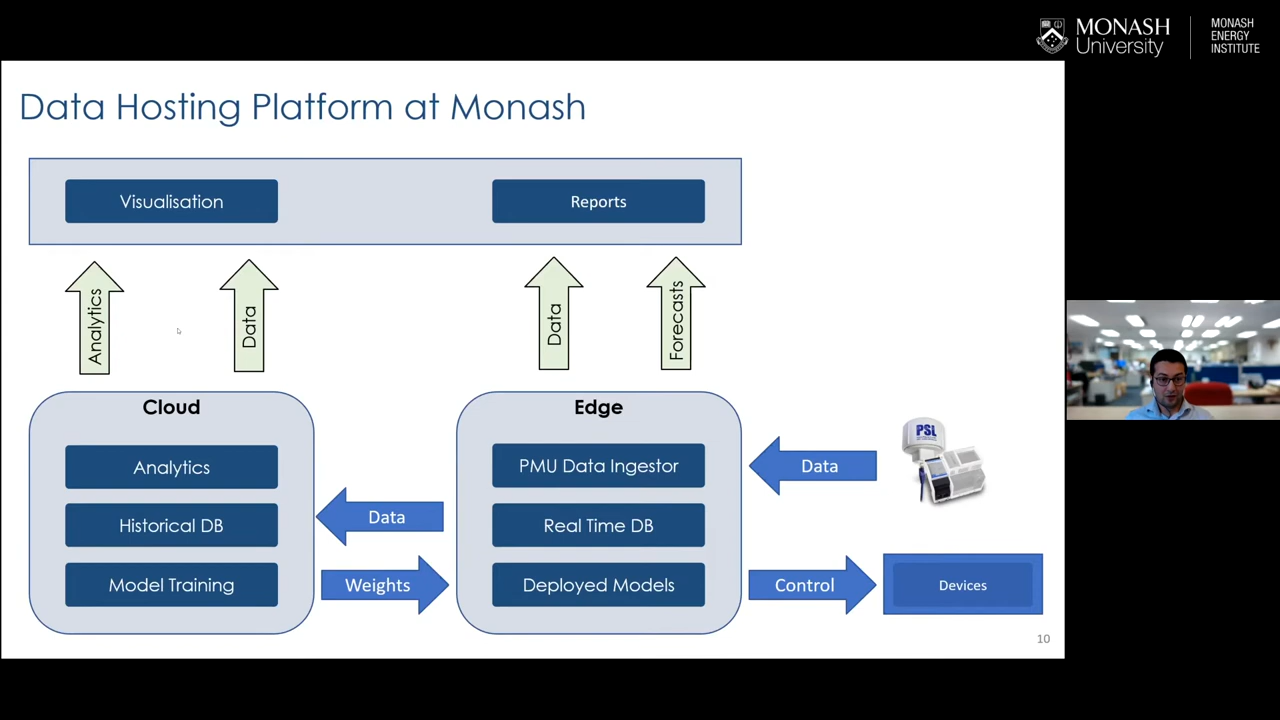 MONASH
University
MONASH
ENERGY
INSTITUTE
Data Hosting Platform at Monash
Visualisation
Reports
Analytics
Data
Data
Forecasts
Cloud
Edge
Analytics
Historical DB
Model Training
Data
Weights
PMU Data Ingestor
Real Time DB
Deployed Models
Data
Control
PSL
Devices
10